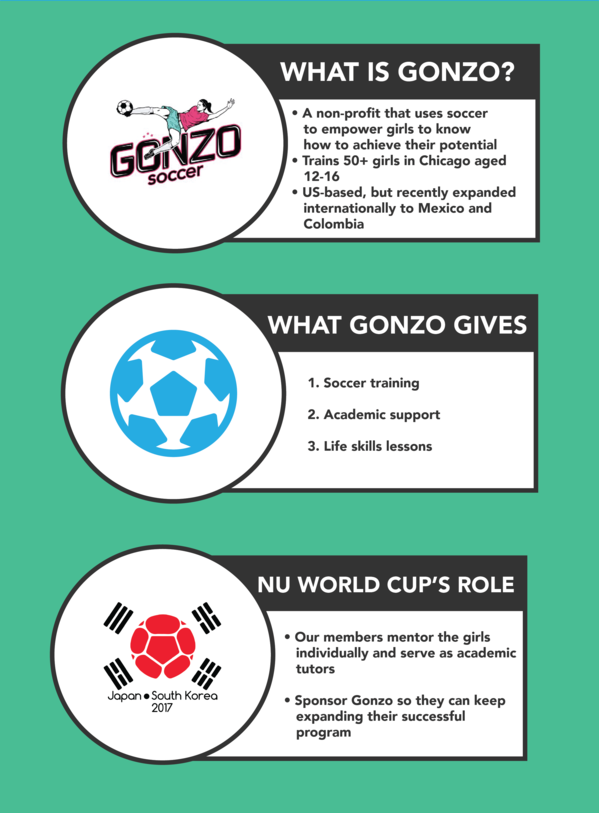 WHAT IS GONZO?
GONZO
soccer
• A non-profit that uses soccer
to empower girls to know
how to achieve their potential
• Trains 50+ girls in Chicago aged
12-16
• US-based, but recently expanded
internationally to Mexico and
Colombia
WHAT GONZO GIVES
1. Soccer training
2. Academic support
3. Life skills lessons
NU WORLD CUP'S ROLE
Japan • South Korea
2017
• Our members mentor the girls
individually and serve as academic
tutors
• Sponsor Gonzo so they can keep
expanding their successful
program